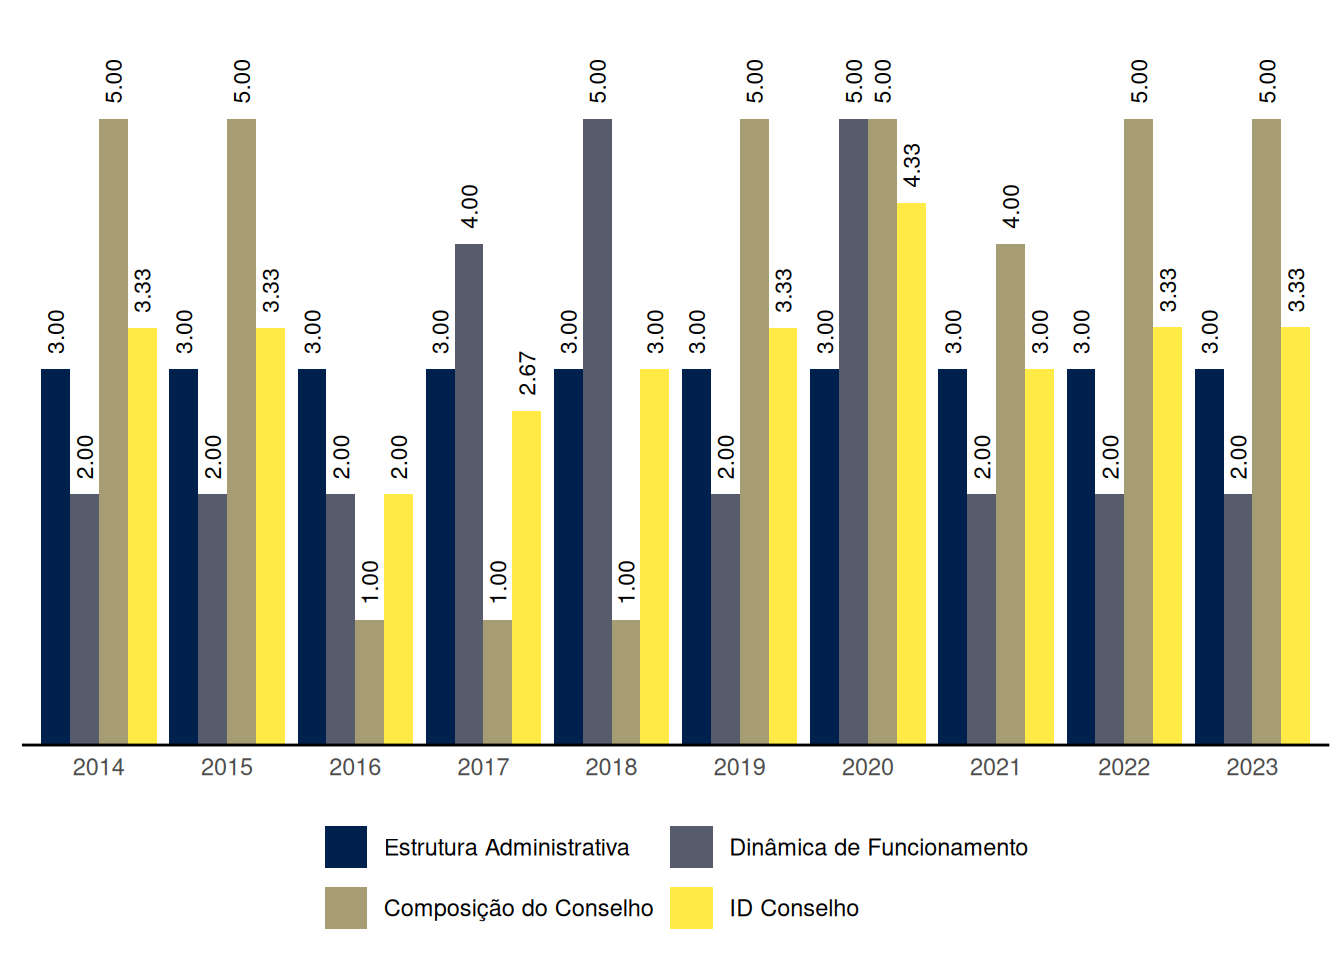 3.00 2.00 5.00 3.33
3.00 2.00 5.00 3.33
3.00 2.00 1.00 2.00
3.00 4.00 1.00 2.67
3.00 5.00 1.00 3.00
3.00 2.00 5.00 3.33
3.00 5.00 5.00 4.33
3.00 2.00 4.00 3.00
3.00 2.00 5.00 3.33
3.00 2.00 5.00 3.33
2014 2015 2016 2017 2018 2019 2020 2021 2022 2023
Estrutura Administrativa Dinâmica de Funcionamento
Composição do Conselho ID Conselho